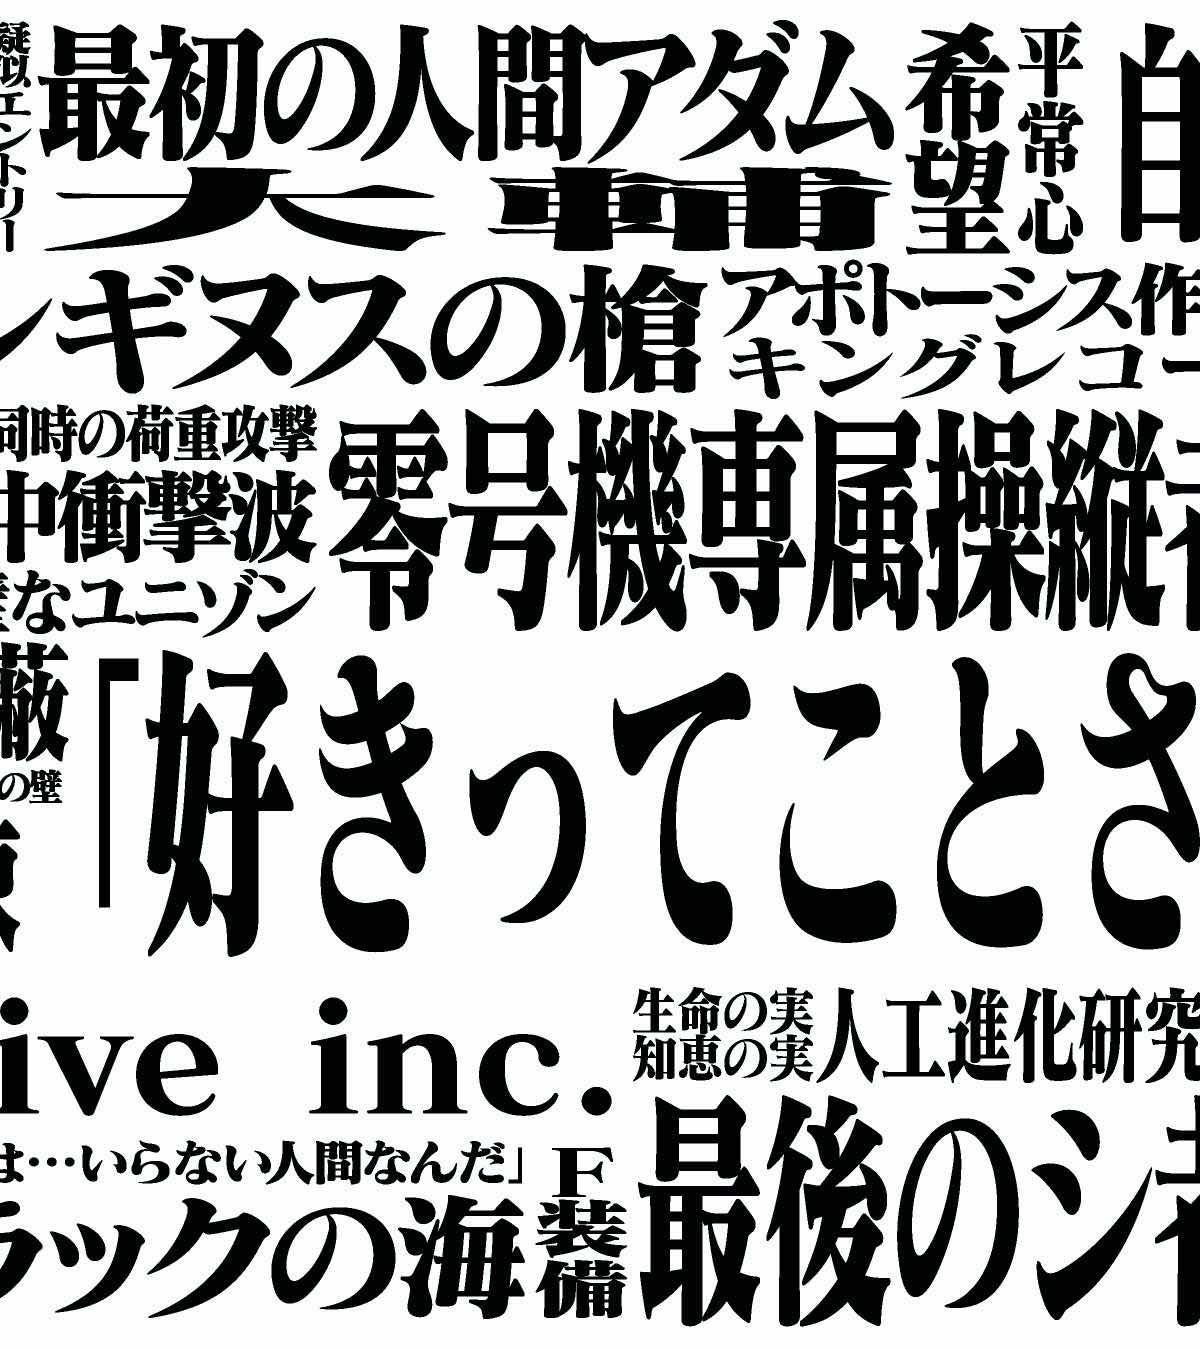 疑似エントリー
最初の人間アダム
希望
平常心
ンギヌスの槍
アポトーシス作
キングレコー
同時の荷重攻撃
中衝撃波
なユニゾン
零号機専属操縦者
蔽
の壁
「好きってことさ
ive inc.
生命の実
知恵の実
人工進化研究
は…いらない人間なんだ」
F装備
ラックの海
最後のシ者